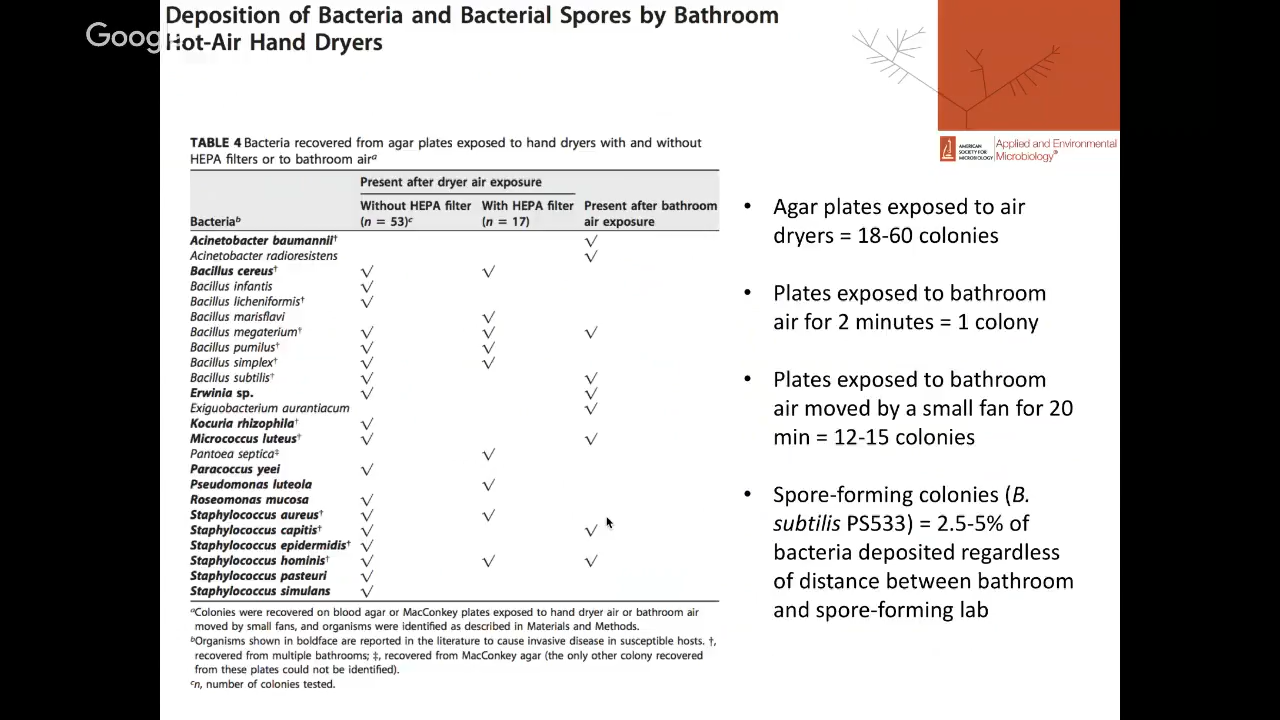 Deposition of Bacteria and Bacterial Spores by Bathroom
Hot-Air Hand Dryers
Goog
AMERICAN
SOCIETY FOR
MICROBIOLOGY
Applied and Environmental
Microbiology®
TABLE 4 Bacteria recovered from agar plates exposed to hand dryers with and without
HEPA filters or to bathroom airᵃ
Present after dryer air exposure
Without HEPA filter With HEPA filter Present after bathroom
Bacteriaᵇ (n = 53)ᶜ (n = 17) air exposure
Acinetobacter baumannii† √
Acinetobacter radioresistens √
Bacillus cereus† √ √
Bacillus infantis √
Bacillus licheniformis† √
Bacillus marisflavi √
Bacillus megaterium† √ √ √
Bacillus pumilus† √ √
Bacillus simplex† √ √
Bacillus subtilis† √ √
Erwinia sp. √ √
Exiguobacterium aurantiacum √
Kocuria rhizophila† √
Micrococcus luteus† √ √
Pantoea septica‡ √
Paracoccus yeei √
Pseudomonas luteola √
Roseomonas mucosa √
Staphylococcus aureus† √ √
Staphylococcus capitis† √ √
Staphylococcus epidermidis† √
Staphylococcus hominis† √ √ √
Staphylococcus pasteuri √
Staphylococcus simulans √
ᵃColonies were recovered on blood agar or MacConkey plates exposed to hand dryer air or bathroom air
moved by small fans, and organisms were identified as described in Materials and Methods.
ᵇOrganisms shown in boldface are reported in the literature to cause invasive disease in susceptible hosts. †,
recovered from multiple bathrooms; ‡, recovered from MacConkey agar (the only other colony recovered
from these plates could not be identified).
ᶜn, number of colonies tested.
• Agar plates exposed to air
dryers = 18-60 colonies
• Plates exposed to bathroom
air for 2 minutes = 1 colony
• Plates exposed to bathroom
air moved by a small fan for 20
min = 12-15 colonies
• Spore-forming colonies (B.
subtilis PS533) = 2.5-5% of
bacteria deposited regardless
of distance between bathroom
and spore-forming lab